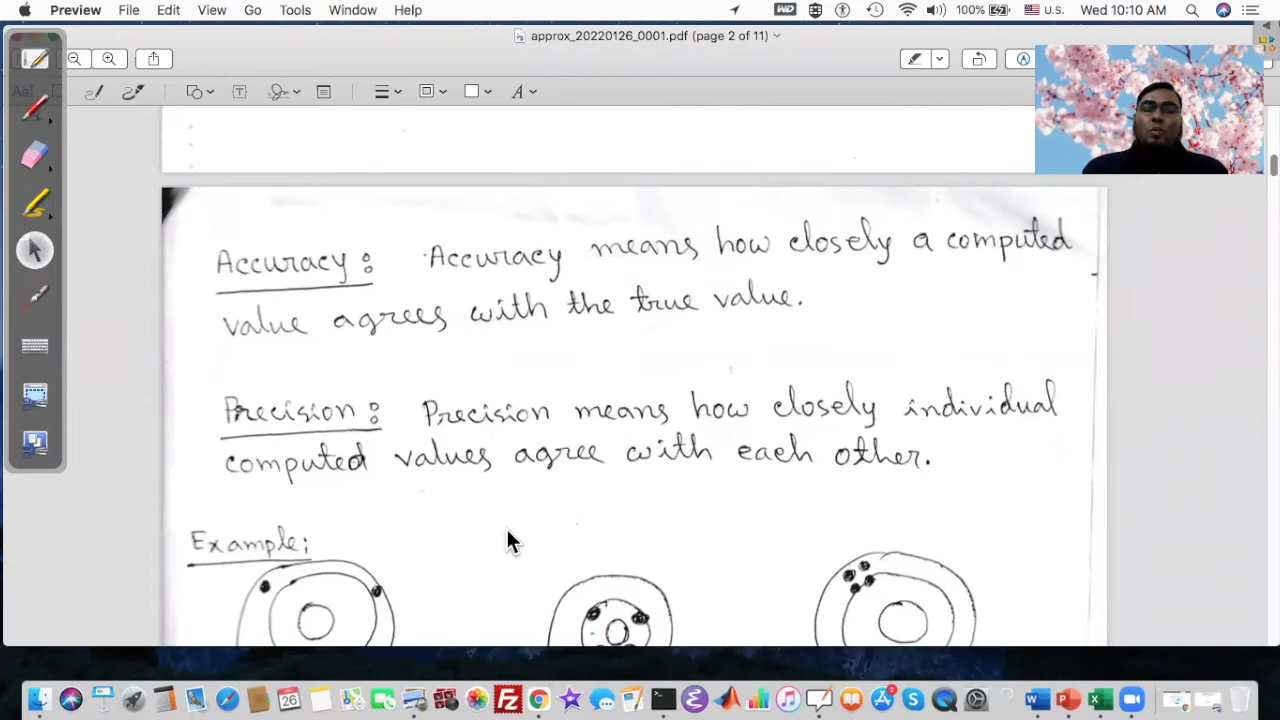 Preview File Edit View Go Tools Window Help 100% U.S. Wed 10:10 AM
approx_20220126_0001.pdf (page 2 of 11)
Accuracy: Accuracy means how closely a computed
value agrees with the true value.
Precision: Precision means how closely individual
computed values agree with each other.
Example: